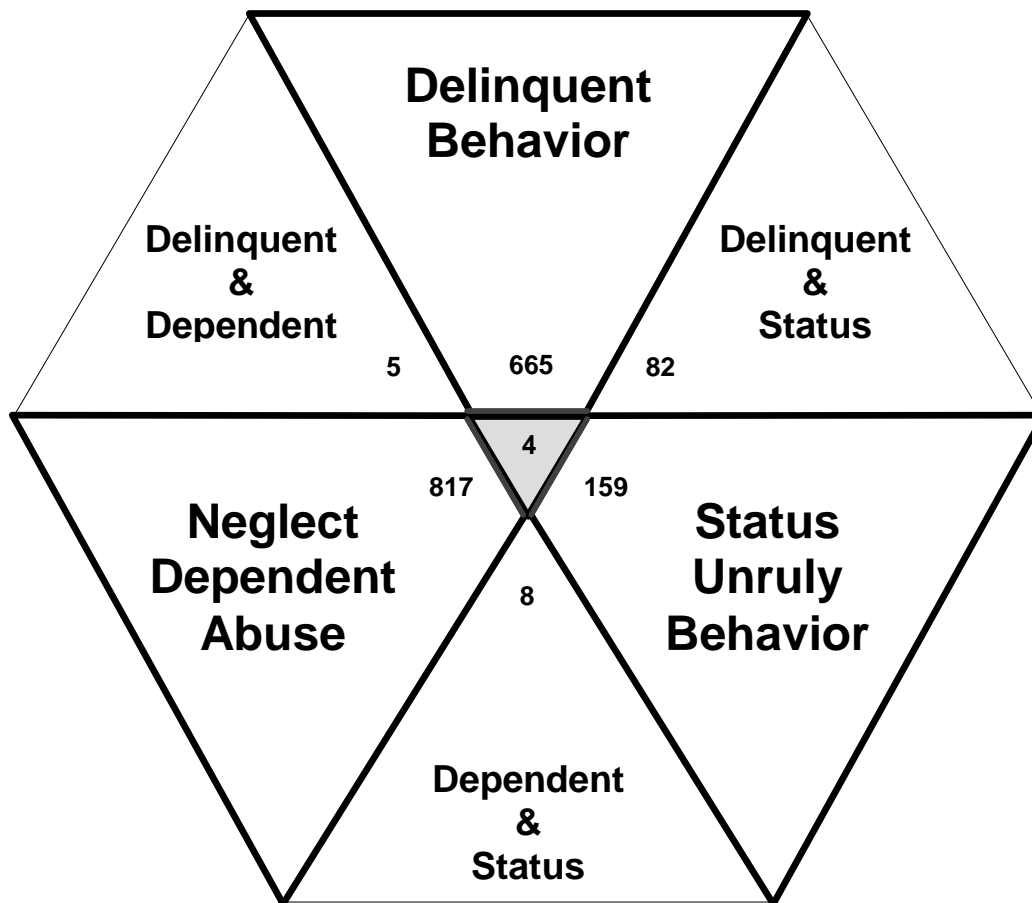 Delinquent
Behavior
Delinquent
&
Dependent
Delinquent
&
Status
5
665
82
4
817
159
Neglect
Dependent
Abuse
Status
Unruly
Behavior
8
Dependent
&
Status